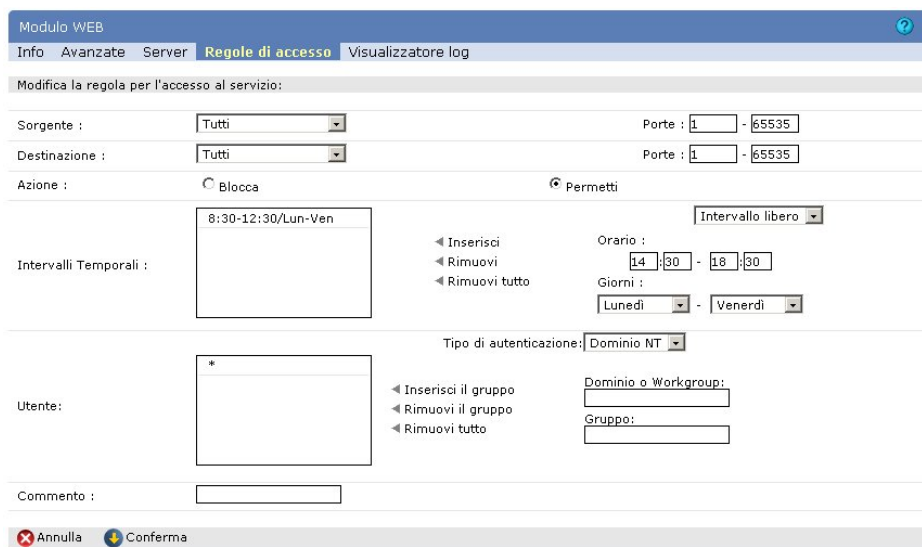 Modulo WEB
?
Info Avanzate Server Regole di accesso Visualizzatore log
Modifica la regola per l'accesso al servizio:
Sorgente : Tutti Porte : 1 - 65535
Destinazione : Tutti Porte : 1 - 65535
Azione : Blocca Permetti
8:30-12:30/Lun-Ven
Intervallo libero
Inserisci
Orario :
Intervalli Temporali :
Rimuovi
14 :30 - 18 :30
Rimuovi tutto
Giorni :
Lunedì - Venerdì
Tipo di autenticazione: Dominio NT
*
Dominio o Workgroup:
Inserisci il gruppo
Utente:
Rimuovi il gruppo
Gruppo:
Rimuovi tutto
Commento :
Annulla Conferma